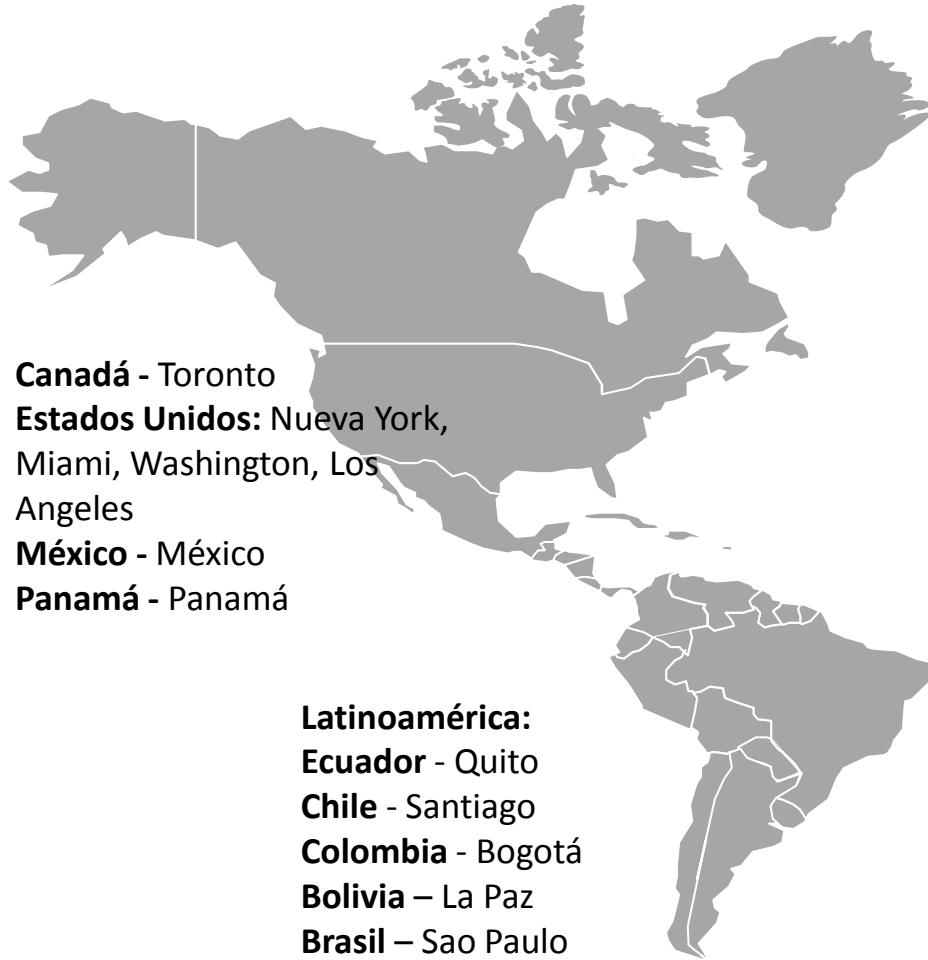 Canadá - Toronto
Estados Unidos: Nueva York,
Miami, Washington, Los
Angeles
México - México
Panamá - Panamá
Latinoamérica:
Ecuador - Quito
Chile - Santiago
Colombia - Bogotá
Bolivia – La Paz
Brasil – Sao Paulo